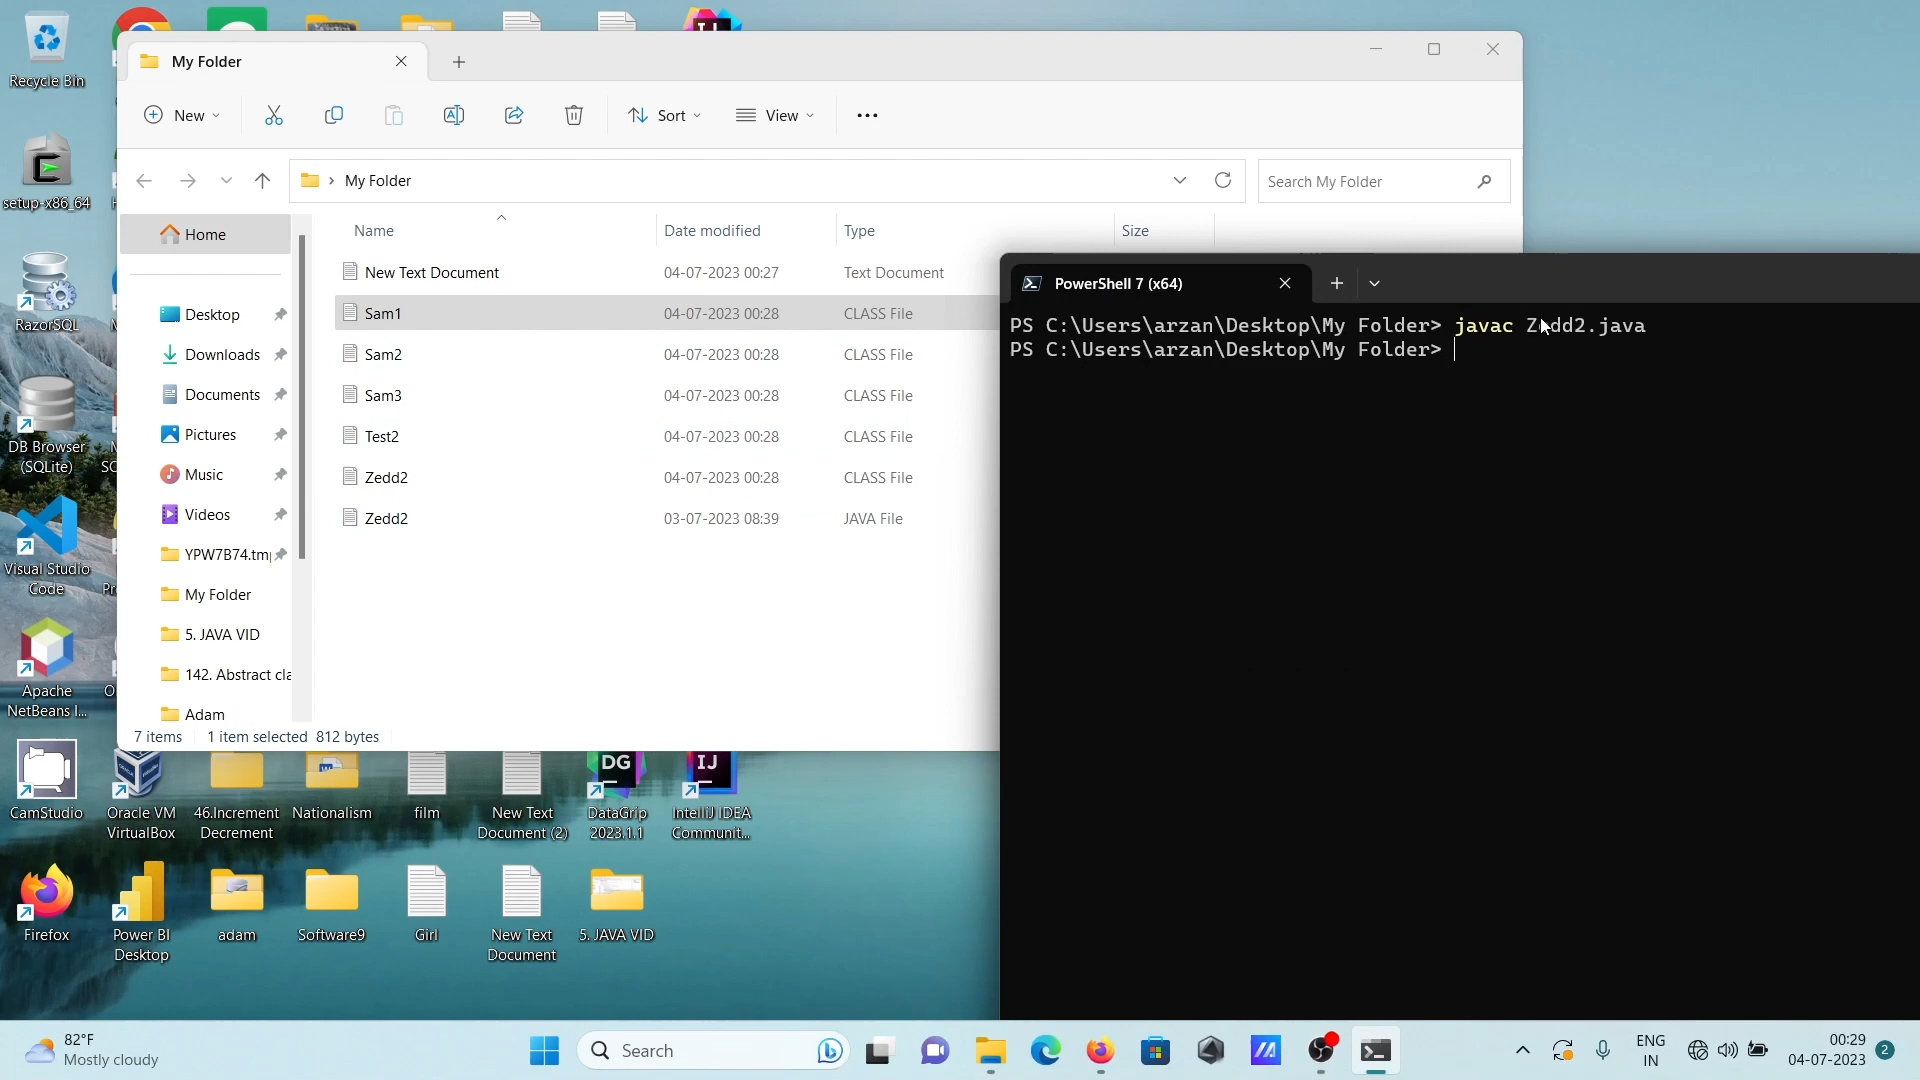 Recycle Bin
setup-x86_64
RazorSQL
DB Browser
(SQLite)
Visual Studio
Code
Apache
NetBeans I...
CamStudio
Oracle VM
VirtualBox
46.Increment
Decrement
Nationalism
film
New Text
Document (2)
DG
DataGrip
2023.1.1
IJ
IntelliJ IDEA
Communit...
Firefox
Power BI
Desktop
adam
Software9
Girl
New Text
Document
5. JAVA VID
My Folder
New
Sort
View
My Folder
Search My Folder
Home
Desktop
Downloads
Documents
Pictures
Music
Videos
YPW7B74.tm
My Folder
5. JAVA VID
142. Abstract cla
Adam
Name Date modified Type Size
New Text Document 04-07-2023 00:27 Text Document
Sam1 04-07-2023 00:28 CLASS File
Sam2 04-07-2023 00:28 CLASS File
Sam3 04-07-2023 00:28 CLASS File
Test2 04-07-2023 00:28 CLASS File
Zedd2 04-07-2023 00:28 CLASS File
Zedd2 03-07-2023 08:39 JAVA File
7 items 1 item selected 812 bytes
PowerShell 7 (x64)
PS C:\Users\arzan\Desktop\My Folder> javac Zedd2.java
PS C:\Users\arzan\Desktop\My Folder>
82°F
Mostly cloudy
Search
ENG
IN
00:29
04-07-2023
2